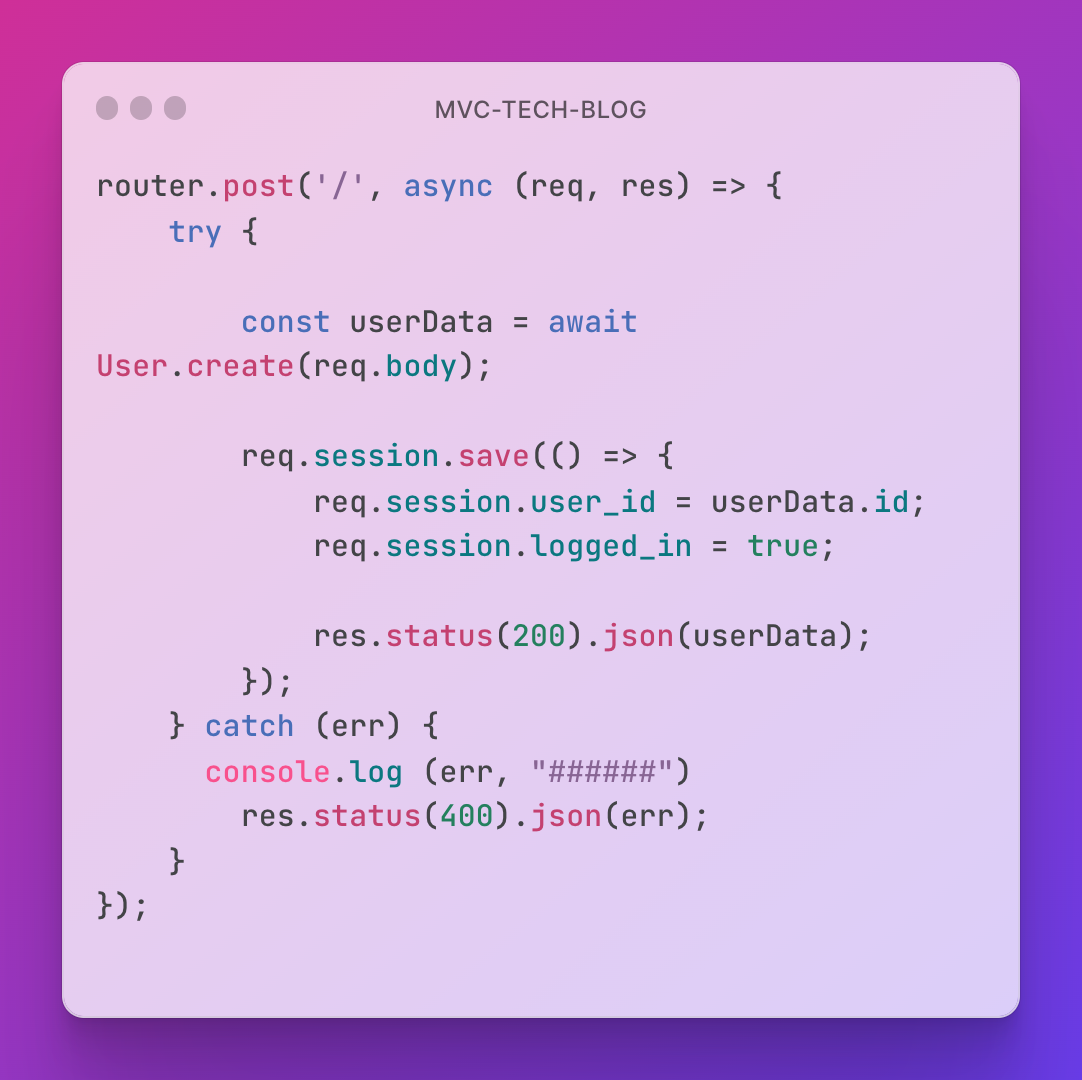 MVC-TECH-BLOG
router.post('/', async (req, res) => {
    try {

        const userData = await
User.create(req.body);

        req.session.save(() => {
            req.session.user_id = userData.id;
            req.session.logged_in = true;

            res.status(200).json(userData);
        });
    } catch (err) {
      console.log (err, "######")
        res.status(400).json(err);
    }
});